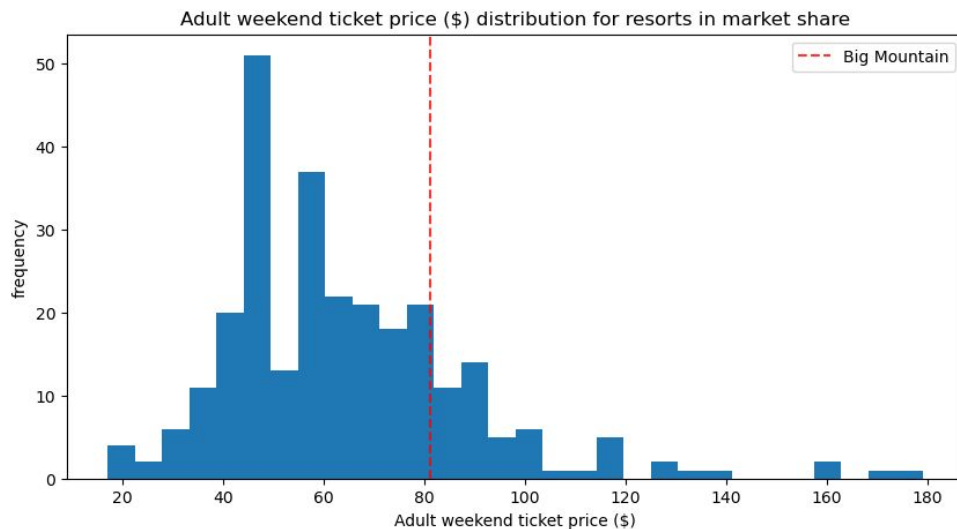 Adult weekend ticket price ($) distribution for resorts in market share
Big Mountain
frequency
50
40
30
20
10
0
20 40 60 80 100 120 140 160 180
Adult weekend ticket price ($)